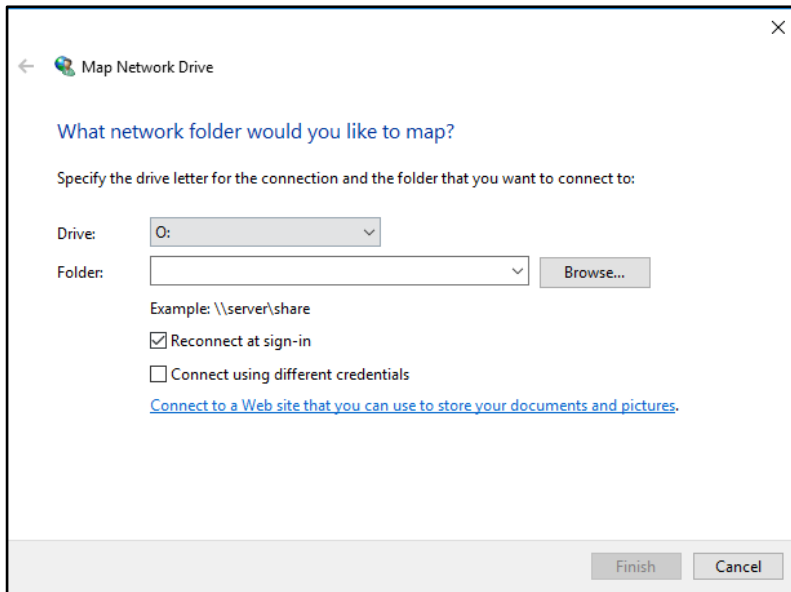 Map Network Drive
What network folder would you like to map?
Specify the drive letter for the connection and the folder that you want to connect to:
Drive: O:
Folder: Browse...
Example: \\server\share
Reconnect at sign-in
Connect using different credentials
Connect to a Web site that you can use to store your documents and pictures.
Finish Cancel